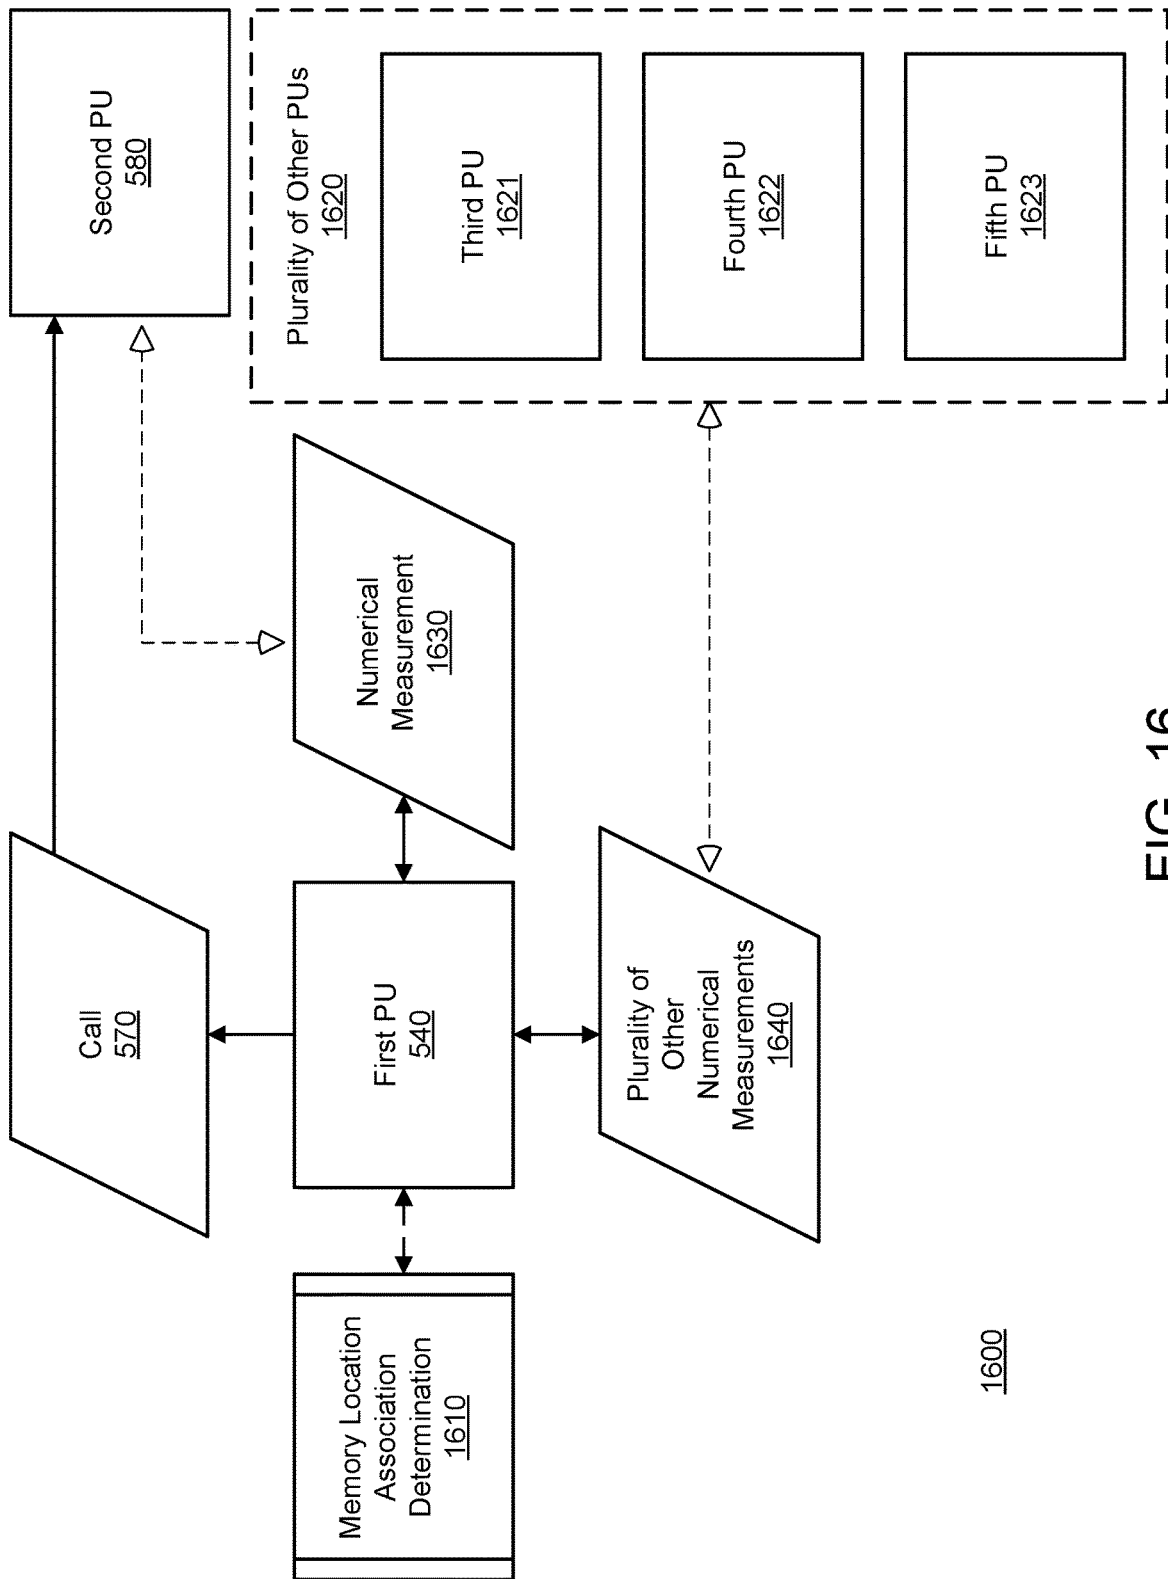 Call
570
Second PU
580
Memory Location
Association
Determination
1610
First PU
540
Numerical
Measurement
1630
Plurality of Other PUs
1620
Third PU
1621
Fourth PU
1622
Fifth PU
1623
Plurality of
Other
Numerical
Measurements
1640
1600
FIG. 16